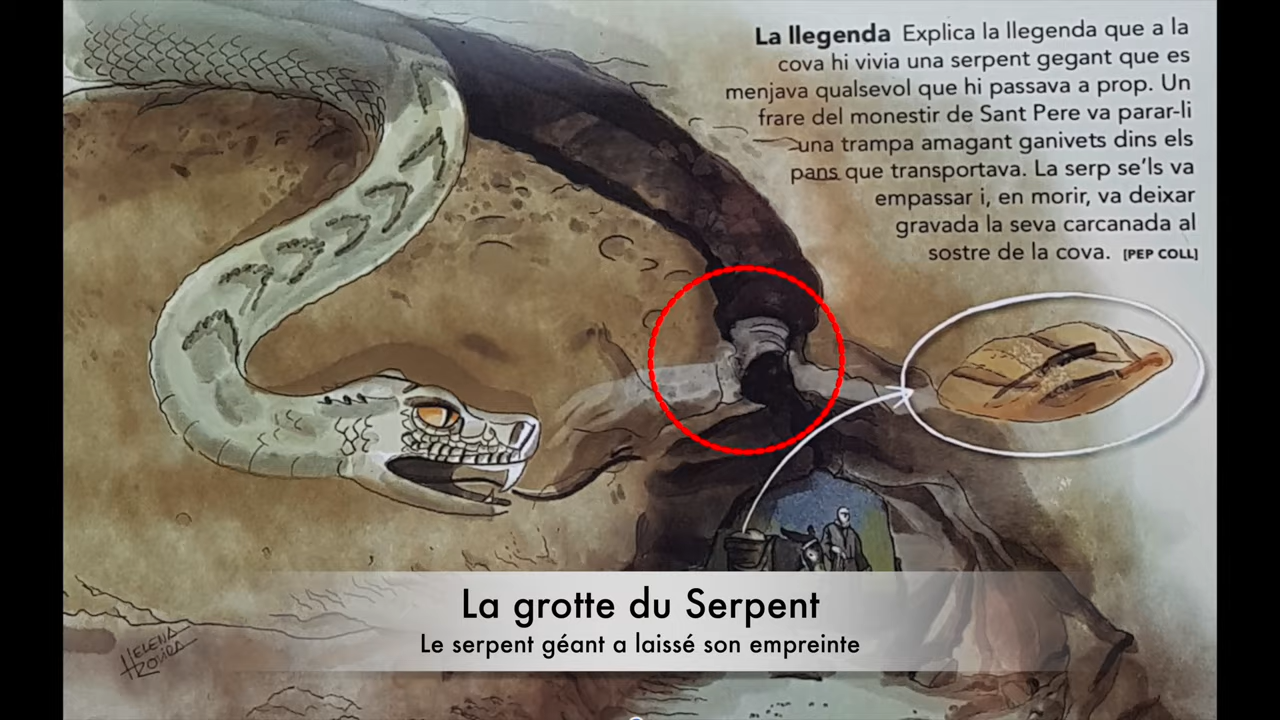 La llegenda Explica la llegenda que a la
cova hi vivia una serpent gegant que es
menjava qualsevol que hi passava a prop. Un
frare del monestir de Sant Pere va parar-li
una trampa amagant ganivets dins els
pans que transportava. La serp se'ls va
empassar i, en morir, va deixar
gravada la seva carcanada al
sostre de la cova. [PEP COLL]
La grotte du Serpent
Le serpent géant a laissé son empreinte
HELENA
ROVIRA